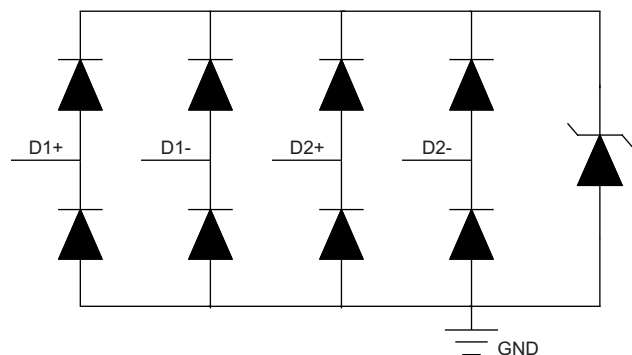 D1+
D1-
D2+
D2-
GND